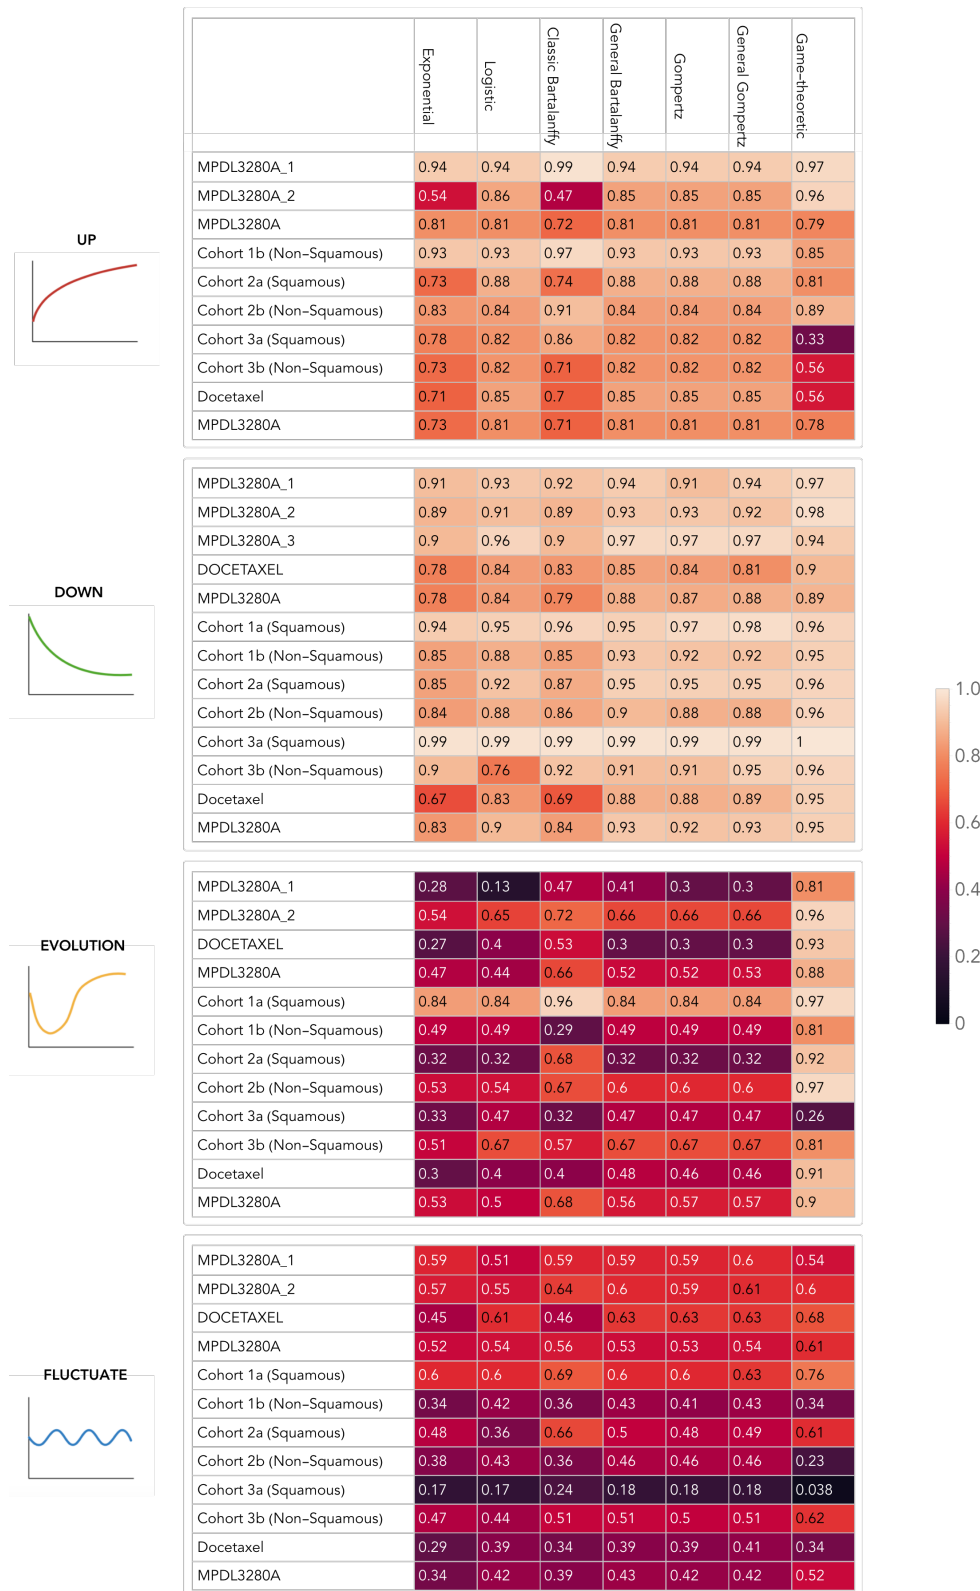 Exponential Logistic Classic Bartalanffy General Bartalanffy Gompertz General Gompertz Game-theoretic
UP
MPDL3280A_1 0.94 0.94 0.99 0.94 0.94 0.94 0.97
MPDL3280A_2 0.54 0.86 0.47 0.85 0.85 0.85 0.96
MPDL3280A 0.81 0.81 0.72 0.81 0.81 0.81 0.79
Cohort 1b (Non-Squamous) 0.93 0.93 0.97 0.93 0.93 0.93 0.85
Cohort 2a (Squamous) 0.73 0.88 0.74 0.88 0.88 0.88 0.81
Cohort 2b (Non-Squamous) 0.83 0.84 0.91 0.84 0.84 0.84 0.89
Cohort 3a (Squamous) 0.78 0.82 0.86 0.82 0.82 0.82 0.33
Cohort 3b (Non-Squamous) 0.73 0.82 0.71 0.82 0.82 0.82 0.56
Docetaxel 0.71 0.85 0.7 0.85 0.85 0.85 0.56
MPDL3280A 0.73 0.81 0.71 0.81 0.81 0.81 0.78
DOWN
MPDL3280A_1 0.91 0.93 0.92 0.94 0.91 0.94 0.97
MPDL3280A_2 0.89 0.91 0.89 0.93 0.93 0.92 0.98
MPDL3280A_3 0.9 0.96 0.9 0.97 0.97 0.97 0.94
DOCETAXEL 0.78 0.84 0.83 0.85 0.84 0.81 0.9
MPDL3280A 0.78 0.84 0.79 0.88 0.87 0.88 0.89
Cohort 1a (Squamous) 0.94 0.95 0.96 0.95 0.97 0.98 0.96
Cohort 1b (Non-Squamous) 0.85 0.88 0.85 0.93 0.92 0.92 0.95
Cohort 2a (Squamous) 0.85 0.92 0.87 0.95 0.95 0.95 0.96
Cohort 2b (Non-Squamous) 0.84 0.88 0.86 0.9 0.88 0.88 0.96
Cohort 3a (Squamous) 0.99 0.99 0.99 0.99 0.99 0.99 1
Cohort 3b (Non-Squamous) 0.9 0.76 0.92 0.91 0.91 0.95 0.96
Docetaxel 0.67 0.83 0.69 0.88 0.88 0.89 0.95
MPDL3280A 0.83 0.9 0.84 0.93 0.92 0.93 0.95
EVOLUTION
MPDL3280A_1 0.28 0.13 0.47 0.41 0.3 0.3 0.81
MPDL3280A_2 0.54 0.65 0.72 0.66 0.66 0.66 0.96
DOCETAXEL 0.27 0.4 0.53 0.3 0.3 0.3 0.93
MPDL3280A 0.47 0.44 0.66 0.52 0.52 0.53 0.88
Cohort 1a (Squamous) 0.84 0.84 0.96 0.84 0.84 0.84 0.97
Cohort 1b (Non-Squamous) 0.49 0.49 0.29 0.49 0.49 0.49 0.81
Cohort 2a (Squamous) 0.32 0.32 0.68 0.32 0.32 0.32 0.92
Cohort 2b (Non-Squamous) 0.53 0.54 0.67 0.6 0.6 0.6 0.97
Cohort 3a (Squamous) 0.33 0.47 0.32 0.47 0.47 0.47 0.26
Cohort 3b (Non-Squamous) 0.51 0.67 0.57 0.67 0.67 0.67 0.81
Docetaxel 0.3 0.4 0.4 0.48 0.46 0.46 0.91
MPDL3280A 0.53 0.5 0.68 0.56 0.57 0.57 0.9
FLUCTUATE
MPDL3280A_1 0.59 0.51 0.59 0.59 0.59 0.6 0.54
MPDL3280A_2 0.57 0.55 0.64 0.6 0.59 0.61 0.6
DOCETAXEL 0.45 0.61 0.46 0.63 0.63 0.63 0.68
MPDL3280A 0.52 0.54 0.56 0.53 0.53 0.54 0.61
Cohort 1a (Squamous) 0.6 0.6 0.69 0.6 0.6 0.63 0.76
Cohort 1b (Non-Squamous) 0.34 0.42 0.36 0.43 0.41 0.43 0.34
Cohort 2a (Squamous) 0.48 0.36 0.66 0.5 0.48 0.49 0.61
Cohort 2b (Non-Squamous) 0.38 0.43 0.36 0.46 0.46 0.46 0.23
Cohort 3a (Squamous) 0.17 0.17 0.24 0.18 0.18 0.18 0.038
Cohort 3b (Non-Squamous) 0.47 0.44 0.51 0.51 0.5 0.51 0.62
Docetaxel 0.29 0.39 0.34 0.39 0.39 0.41 0.34
MPDL3280A 0.34 0.42 0.39 0.43 0.42 0.42 0.52
1.0
0.8
0.6
0.4
0.2
0